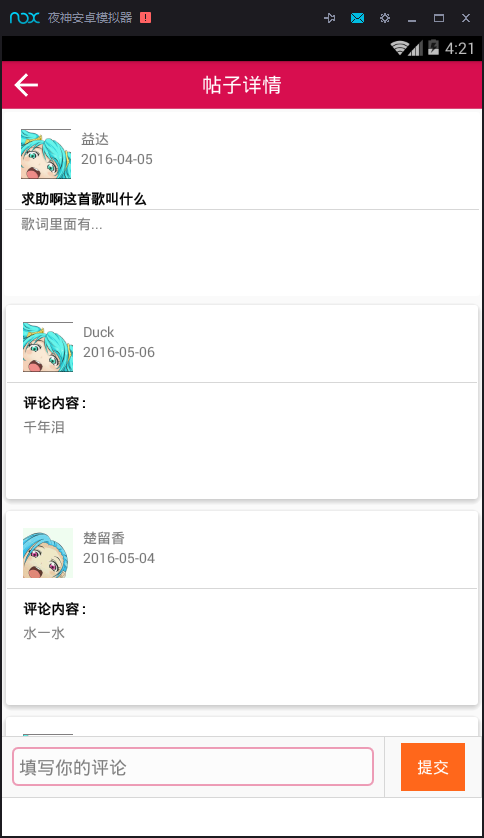 nox 夜神安卓模拟器
4:21
帖子详情
益达
2016-04-05
求助啊这首歌叫什么
歌词里面有...
Duck
2016-05-06
评论内容:
千年泪
楚留香
2016-05-04
评论内容:
水一水
填写你的评论
提交